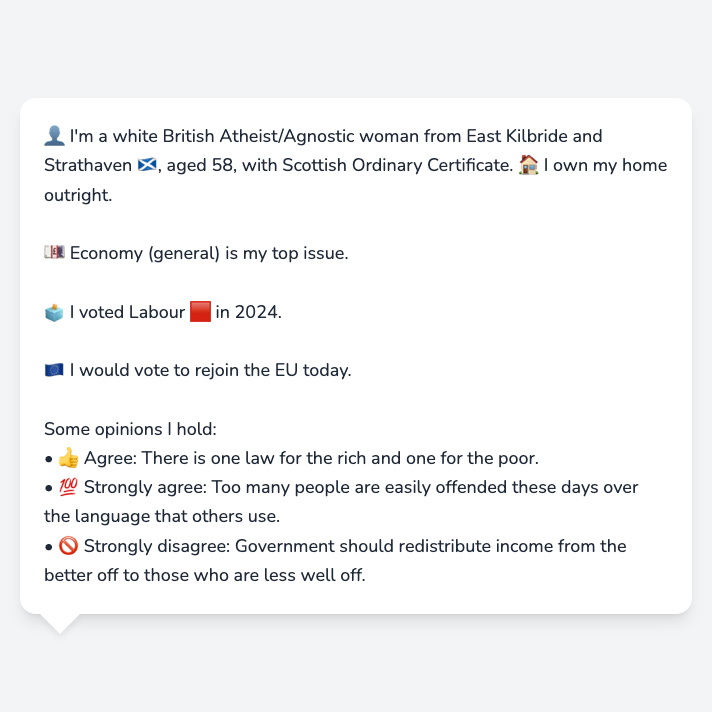 👤 I'm a white British Atheist/Agnostic woman from East Kilbride and
Strathaven 🏴󠁧󠁢󠁳󠁣󠁴󠁿, aged 58, with Scottish Ordinary Certificate. 🏠 I own my home
outright.
💷 Economy (general) is my top issue.
🗳️ I voted Labour 🟥 in 2024.
🇪🇺 I would vote to rejoin the EU today.
Some opinions I hold:
• 👍 Agree: There is one law for the rich and one for the poor.
• 💯 Strongly agree: Too many people are easily offended these days over
the language that others use.
• 🚫 Strongly disagree: Government should redistribute income from the
better off to those who are less well off.